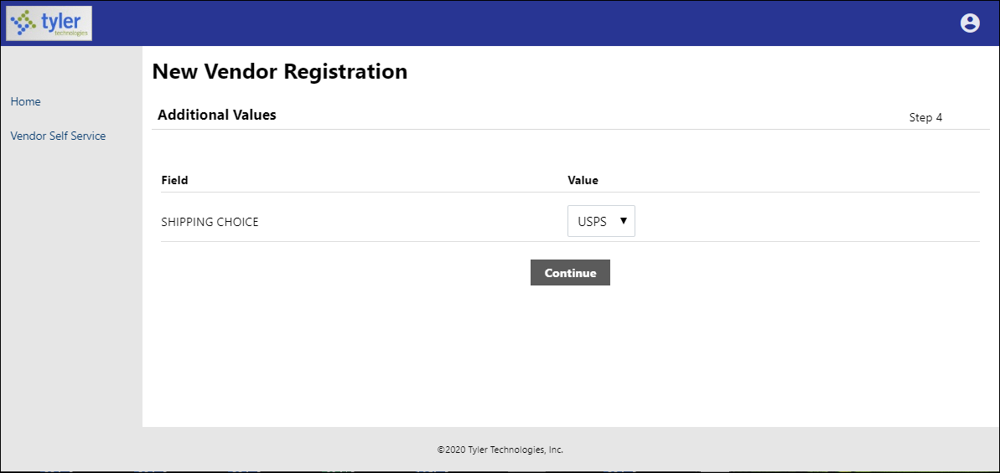 tyler
technologies
New Vendor Registration
Home
Additional Values
Step 4
Vendor Self Service
Field Value
SHIPPING CHOICE USPS ▼
Continue
©2020 Tyler Technologies, Inc.